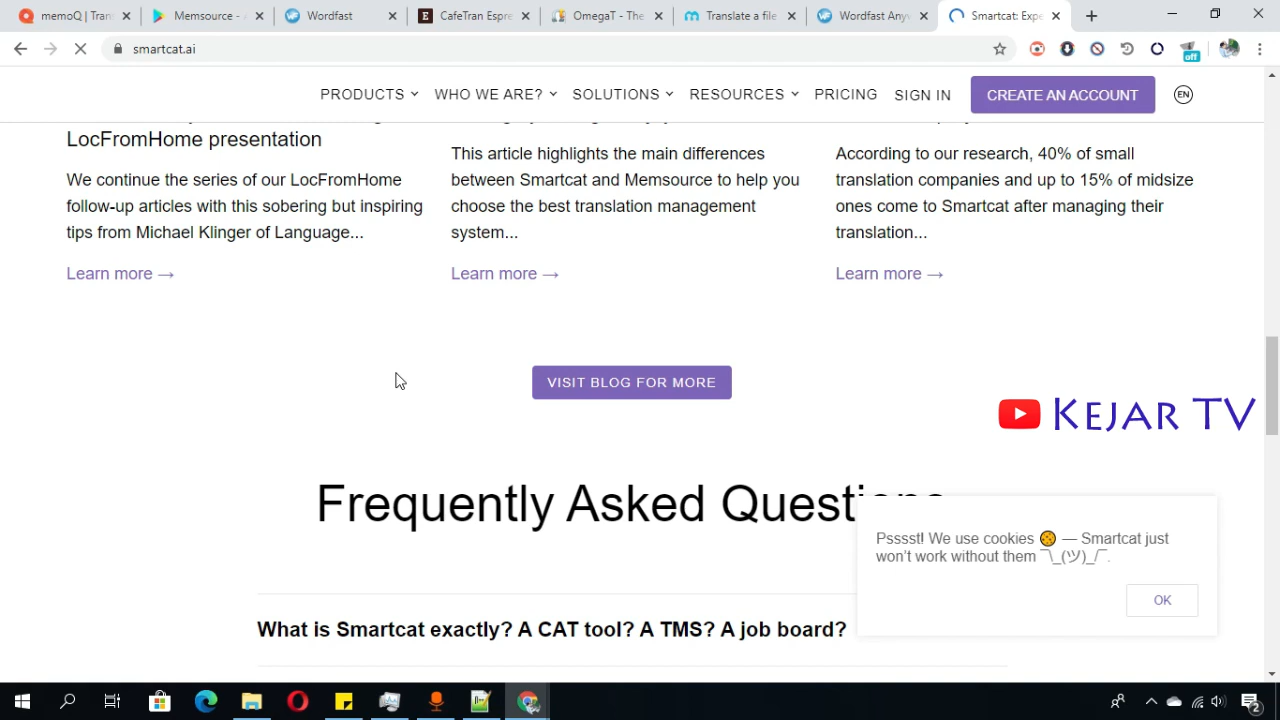 memoQ | Tran
Memsource -
Wordfast
CafeTran Espre
OmegaT - The
Translate a file
Wordfast Anyw
Smartcat: Expe
smartcat.ai
off
PRODUCTS
WHO WE ARE?
SOLUTIONS
RESOURCES
PRICING
SIGN IN
CREATE AN ACCOUNT
EN
LocFromHome presentation
We continue the series of our LocFromHome
follow-up articles with this sobering but inspiring
tips from Michael Klinger of Language...
Learn more →
This article highlights the main differences
between Smartcat and Memsource to help you
choose the best translation management
system...
Learn more →
According to our research, 40% of small
translation companies and up to 15% of midsize
ones come to Smartcat after managing their
translation...
Learn more →
VISIT BLOG FOR MORE
KEJAR TV
Frequently Asked Questions
Psssst! We use cookies 🍪 — Smartcat just
won't work without them ¯\_(ツ)_/¯.
OK
What is Smartcat exactly? A CAT tool? A TMS? A job board?
2